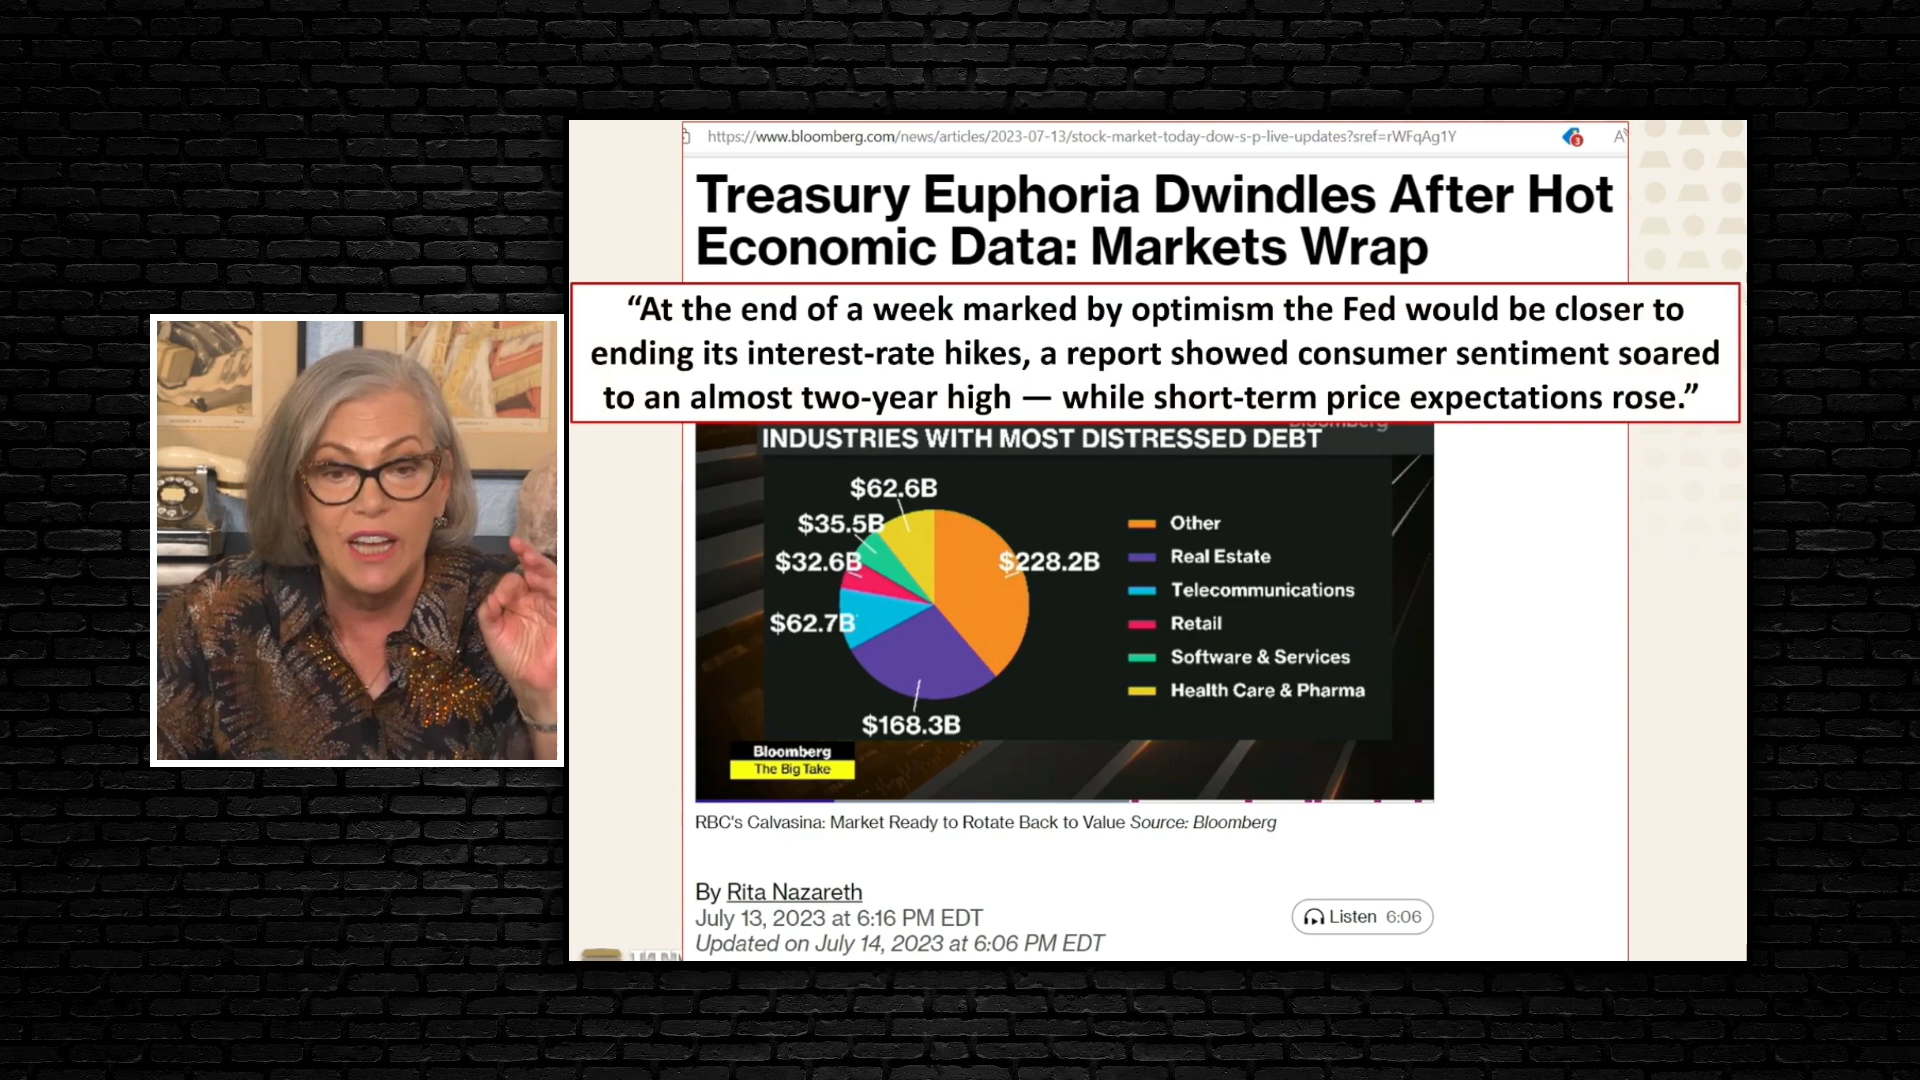 https://www.bloomberg.com/news/articles/2023-07-13/stock-market-today-dow-s-p-live-updates?sref=rWFqAg1Y
3
Treasury Euphoria Dwindles After Hot
Economic Data: Markets Wrap
“At the end of a week marked by optimism the Fed would be closer to
ending its interest-rate hikes, a report showed consumer sentiment soared
to an almost two-year high — while short-term price expectations rose.”
Bloomberg
INDUSTRIES WITH MOST DISTRESSED DEBT
$62.6B
$35.5B
$32.6B
$62.7B
$228.2B
$168.3B
Other
Real Estate
Telecommunications
Retail
Software & Services
Health Care & Pharma
Bloomberg
The Big Take
RBC's Calvasina: Market Ready to Rotate Back to Value Source: Bloomberg
By Rita Nazareth
July 13, 2023 at 6:16 PM EDT
Updated on July 14, 2023 at 6:06 PM EDT
Listen 6:06